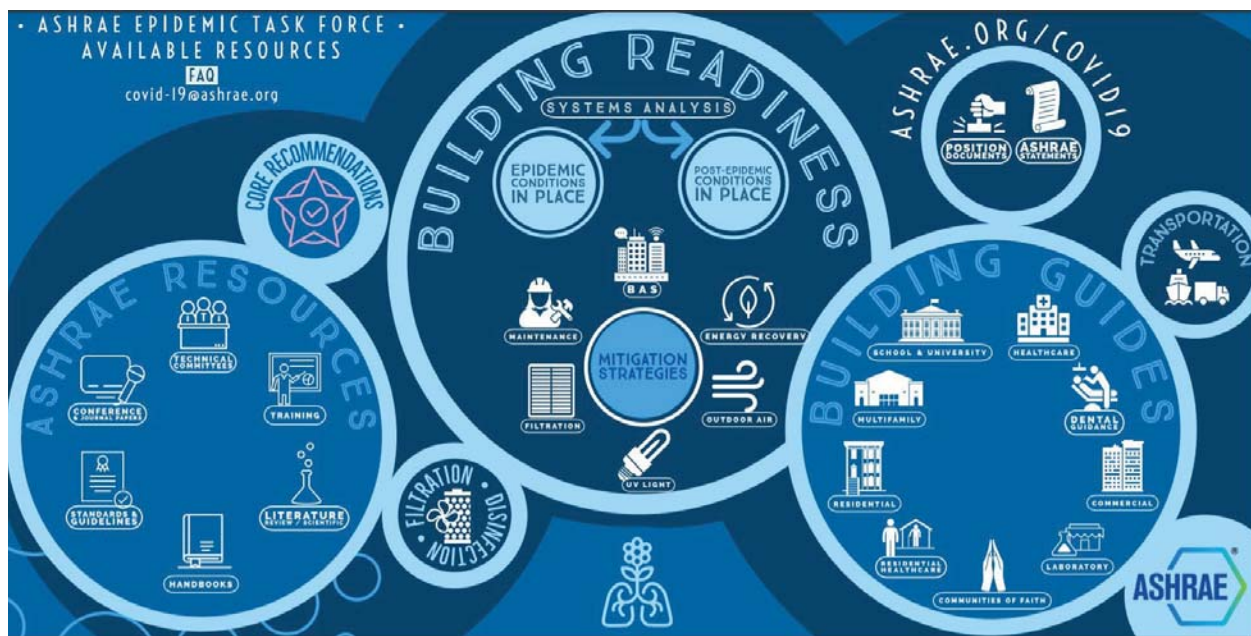 • ASHRAE EPIDEMIC TASK FORCE •
AVAILABLE RESOURCES
FAQ
covid-19@ashrae.org
CORE RECOMMENDATIONS
ASHRAE RESOURCES
TECHNICAL
COMMITTEES
CONFERENCE
& JOURNAL PAPERS
TRAINING
STANDARDS &
GUIDELINES
LITERATURE
REVIEW / SCIENTIFIC
HANDBOOKS
FILTRATION • DISINFECTION •
BUILDING READINESS
SYSTEMS ANALYSIS
EPIDEMIC
CONDITIONS
IN PLACE
POST-EPIDEMIC
CONDITIONS
IN PLACE
BAS
MAINTENANCE
ENERGY RECOVERY
MITIGATION
STRATEGIES
FILTRATION
OUTDOOR AIR
UV LIGHT
ASHRAE.ORG/COVID19
POSITION
DOCUMENTS
ASHRAE
STATEMENTS
TRANSPORTATION
BUILDING GUIDES
SCHOOL & UNIVERSITY
HEALTHCARE
MULTIFAMILY
DENTAL
GUIDANCE
RESIDENTIAL
COMMERCIAL
RESIDENTIAL
HEALTHCARE
LABORATORY
COMMUNITIES OF FAITH
ASHRAE®